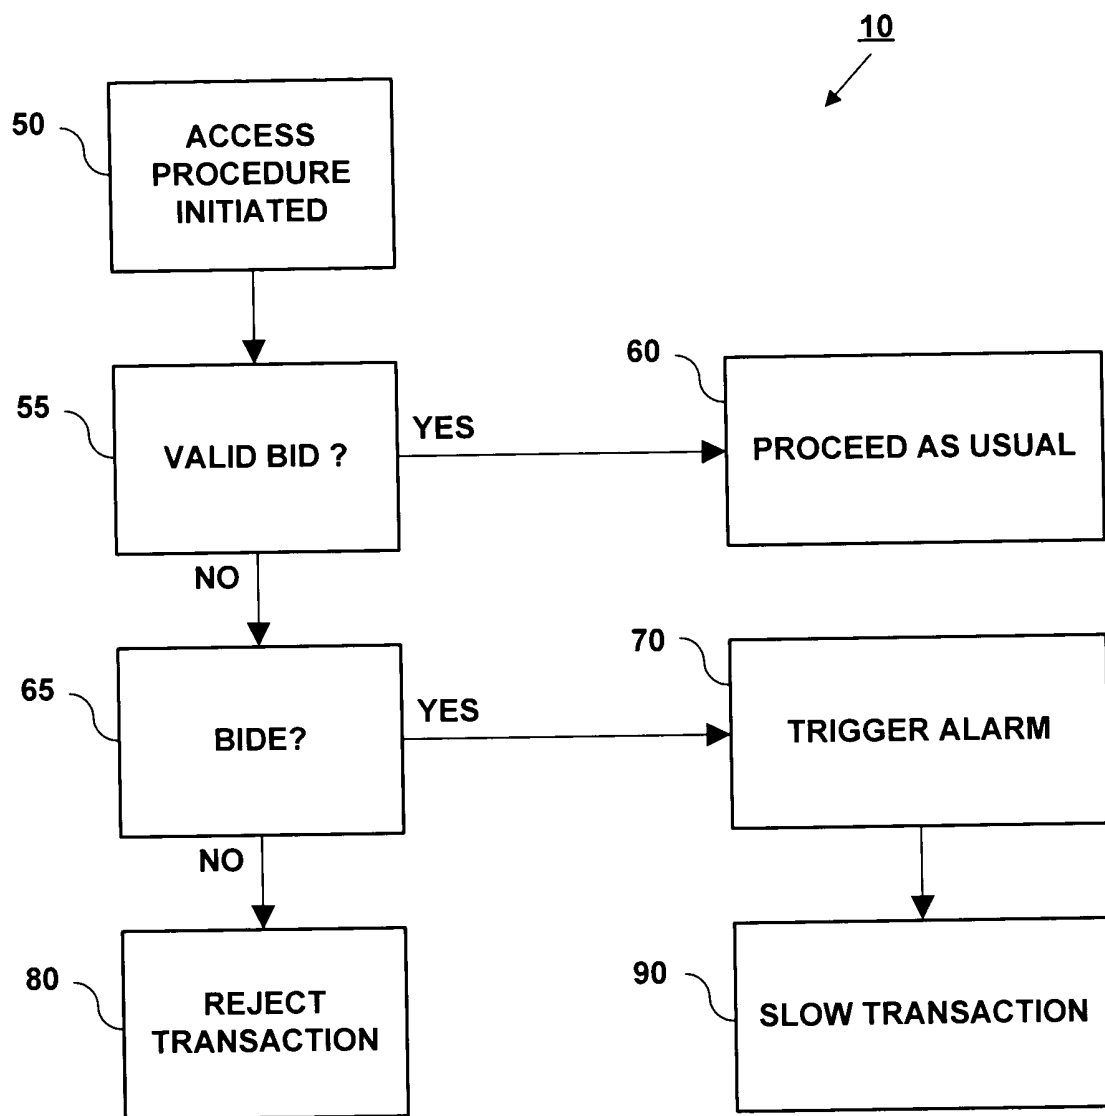 10
50
ACCESS
PROCEDURE
INITIATED
55
VALID BID ?
YES
60
PROCEED AS USUAL
NO
65
BIDE?
YES
70
TRIGGER ALARM
NO
80
REJECT
TRANSACTION
90
SLOW TRANSACTION